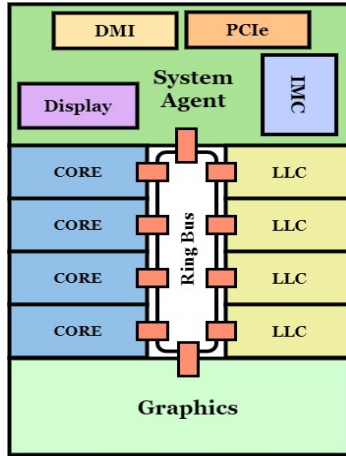 DMI
PCIe
System
Agent
IMC
Display
CORE
LLC
CORE
LLC
Ring Bus
CORE
LLC
CORE
LLC
Graphics